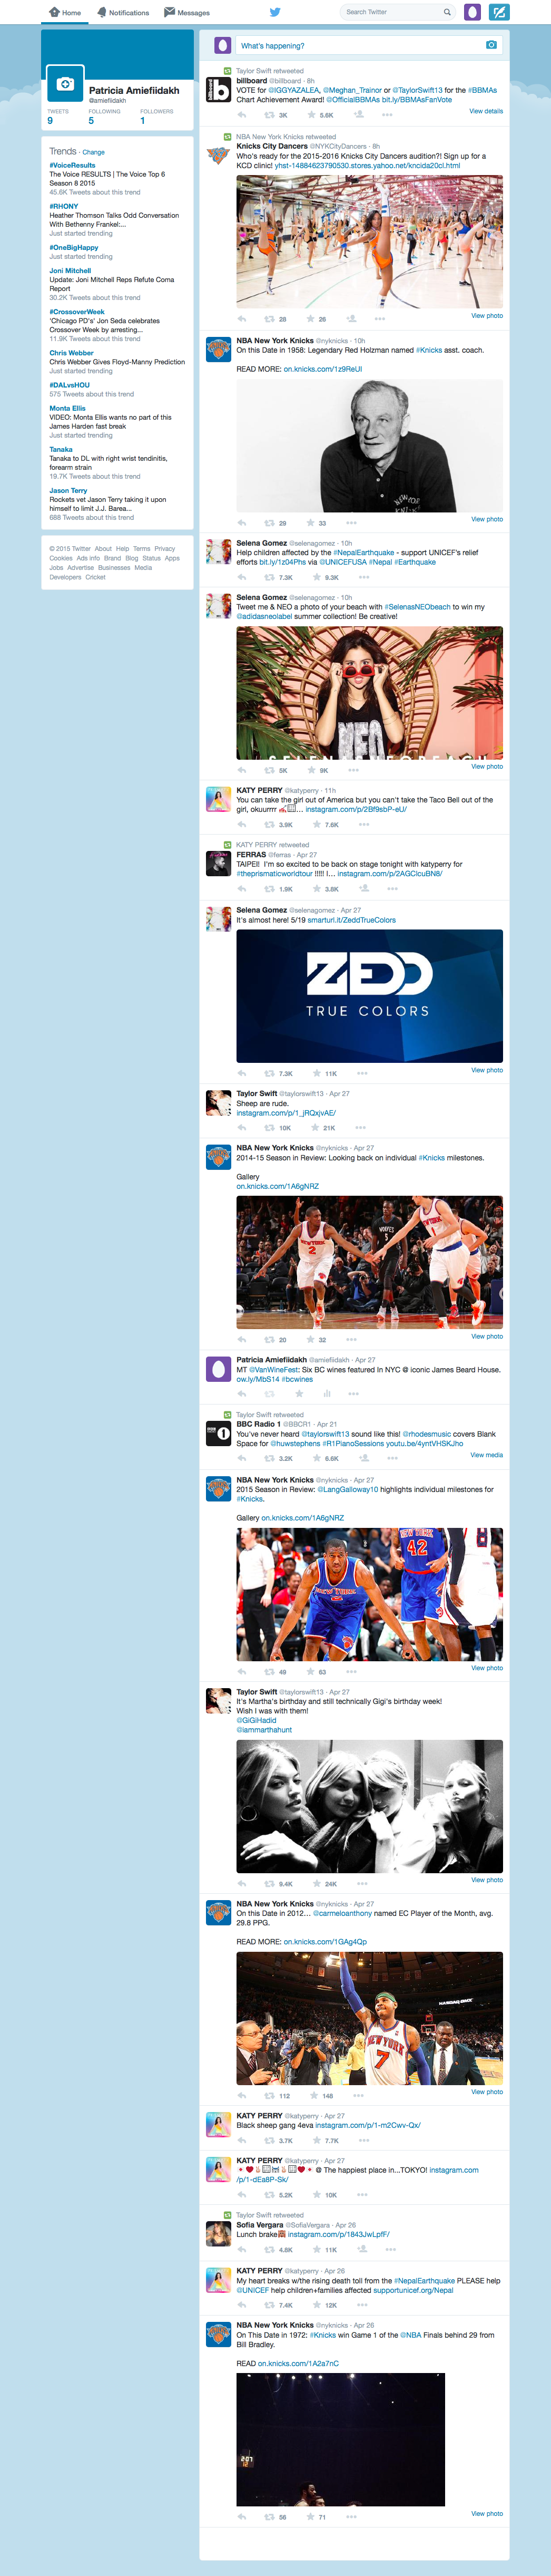 Home Notifications Messages Search Twitter
Patricia Amiefiidakh
@amiefiidakh
TWEETS FOLLOWING FOLLOWERS
9 5 1
Trends · Change
#VoiceResults
The Voice RESULTS | The Voice Top 6
Season 8 2015
45.6K Tweets about this trend
#RHONY
Heather Thomson Talks Odd Conversation
With Bethenny Frankel:...
Just started trending
#OneBigHappy
Just started trending
Joni Mitchell
Update: Joni Mitchell Reps Refute Coma
Report
30.2K Tweets about this trend
#CrossoverWeek
'Chicago PD's' Jon Seda celebrates
Crossover Week by arresting...
11.9K Tweets about this trend
Chris Webber
Chris Webber Gives Floyd-Manny Prediction
Just started trending
#DALvsHOU
575 Tweets about this trend
Monta Ellis
VIDEO: Monta Ellis wants no part of this
James Harden fast break
Just started trending
Tanaka
Tanaka to DL with right wrist tendinitis,
forearm strain
19.7K Tweets about this trend
Jason Terry
Rockets vet Jason Terry taking it upon
himself to limit J.J. Barea...
688 Tweets about this trend
© 2015 Twitter About Help Terms Privacy
Cookies Ads info Brand Blog Status Apps
Jobs Advertise Businesses Media
Developers Cricket
What's happening?
Taylor Swift retweeted
billboard @billboard · 8h
VOTE for @IGGYAZALEA, @Meghan_Trainor or @TaylorSwift13 for the #BBMAs
Chart Achievement Award! @OfficialBBMAs bit.ly/BBMAsFanVote
3K 5.6K View details
NBA New York Knicks retweeted
Knicks City Dancers @NYKCityDancers · 8h
Who's ready for the 2015-2016 Knicks City Dancers audition?! Sign up for a
KCD clinic! yhst-14884623790530.stores.yahoo.net/kncida20cl.html
28 26 View photo
NBA New York Knicks @nyknicks · 10h
On this Date in 1958: Legendary Red Holzman named #Knicks asst. coach.
READ MORE: on.knicks.com/1z9ReUI
NEW YORK
29 33 View photo
Selena Gomez @selenagomez · 10h
Help children affected by the #NepalEarthquake - support UNICEF's relief
efforts bit.ly/1z04Phs via @UNICEFUSA #Nepal #Earthquake
7.3K 9.3K
Selena Gomez @selenagomez · 10h
Tweet me & NEO a photo of your beach with #SelenasNEObeach to win my
@adidasneolabel summer collection! Be creative!
5K 9K View photo
KATY PERRY @katyperry · 11h
You can take the girl out of America but you can't take the Taco Bell out of the
girl, okuurrrr ... instagram.com/p/2Bf9sbP-eU/
3.9K 7.6K
KATY PERRY retweeted
FERRAS @ferras · Apr 27
TAIPEI! I'm so excited to be back on stage tonight with katyperry for
#theprismaticworldtour !!!!! I... instagram.com/p/2AGClcuBN8/
1.9K 3.8K
Selena Gomez @selenagomez · Apr 27
It's almost here! 5/19 smarturl.it/ZeddTrueColors
ZEDD
TRUE COLORS
7.3K 11K View photo
Taylor Swift @taylorswift13 · Apr 27
Sheep are rude.
instagram.com/p/1_jRQxjvAE/
10K 21K
NBA New York Knicks @nyknicks · Apr 27
2014-15 Season in Review: Looking back on individual #Knicks milestones.
Gallery
on.knicks.com/1A6gNRZ
NEW YORK
2
WOLVES
1
20 32 View photo
Patricia Amiefiidakh @amiefiidakh · Apr 27
MT @VanWineFest: Six BC wines featured In NYC @ iconic James Beard House.
ow.ly/MbS14 #bcwines
Taylor Swift retweeted
BBC Radio 1 @BBCR1 · Apr 21
You've never heard @taylorswift13 sound like this! @rhodesmusic covers Blank
Space for @huwstephens #R1PianoSessions youtu.be/4yntVHSKJho
3.2K 6.6K View media
NBA New York Knicks @nyknicks · Apr 27
2015 Season in Review: @LangGalloway10 highlights individual milestones for
#Knicks.
Gallery on.knicks.com/1A6gNRZ
NEW YORK
42
49 63 View photo
Taylor Swift @taylorswift13 · Apr 27
It's Martha's birthday and still technically Gigi's birthday week!
Wish I was with them!
@GiGiHadid
@iammarthahunt
9.4K 24K View photo
NBA New York Knicks @nyknicks · Apr 27
On this Date in 2012... @carmeloanthony named EC Player of the Month, avg.
29.8 PPG.
READ MORE: on.knicks.com/1GAg4Qp
NASDAQ
NEW YORK
7
112 148 View photo
KATY PERRY @katyperry · Apr 27
Black sheep gang 4eva instagram.com/p/1-m2Cwv-Qx/
3.7K 7.7K
KATY PERRY @katyperry · Apr 27
@ The happiest place in...TOKYO! instagram.com
/p/1-dEa8P-Sk/
5.2K 10K
Taylor Swift retweeted
Sofia Vergara @SofiaVergara · Apr 26
Lunch brake instagram.com/p/1843JwLpfF/
4.8K 11K
KATY PERRY @katyperry · Apr 26
My heart breaks w/the rising death toll from the #NepalEarthquake PLEASE help
@UNICEF help children+families affected supportunicef.org/Nepal
7.4K 12K
NBA New York Knicks @nyknicks · Apr 26
On This Date in 1972: #Knicks win Game 1 of the @NBA Finals behind 29 from
Bill Bradley.
READ on.knicks.com/1A2a7nC
56 71 View photo